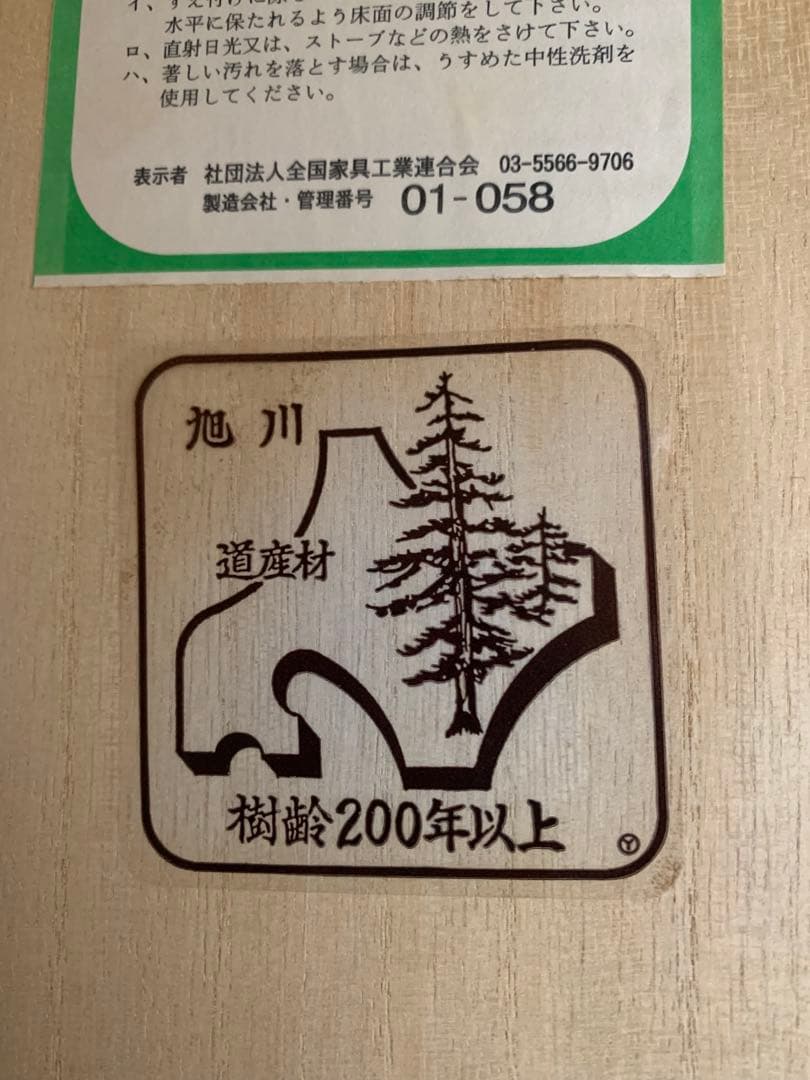 水平に保たれるよう床面の調節をして下さい。
ロ、直射日光又は、ストーブなどの熱をさけて下さい。
ハ、著しい汚れを落とす場合は、うすめた中性洗剤を
使用してください。
表示者 社団法人全国家具工業連合会 03-5566-9706
製造会社・管理番号 01-058
旭川
道産材
樹齢200年以上
Y